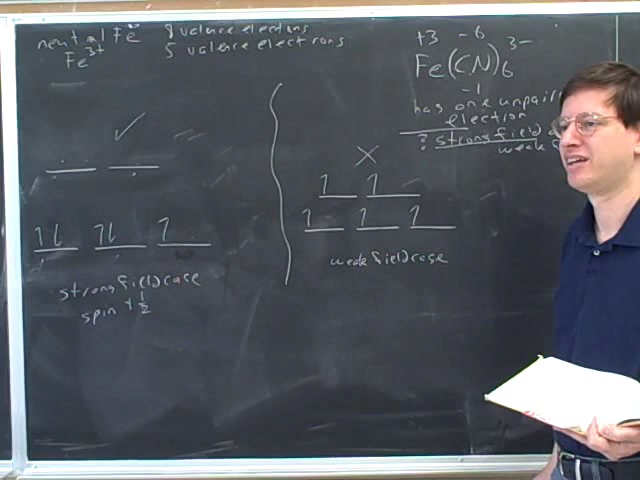 neutral Fe 8 valence electrons
Fe3+ 5 valence electrons
+3 -6
Fe(CN)6 3-
-1
has one unpair
electron
? strong field
weak
strong field case
spin + 1/2
weak field case